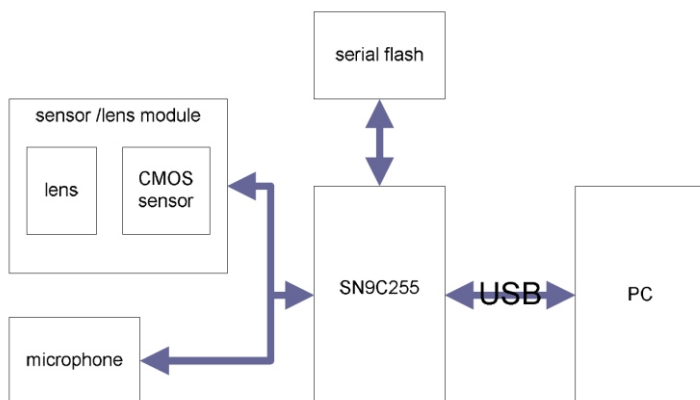 serial flash
sensor /lens module
lens
CMOS
sensor
SN9C255
USB
PC
microphone